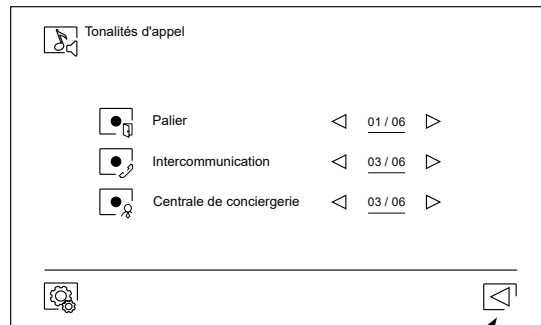 Tonalités d'appel
Palier 01 / 06
Intercommunication 03 / 06
Centrale de conciergerie 03 / 06